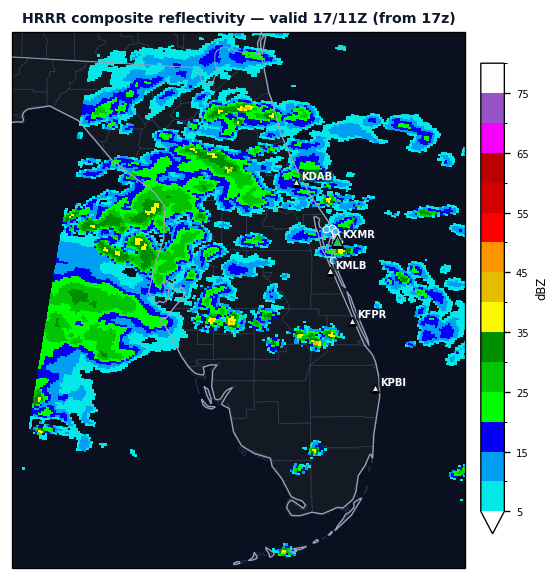 HRRR composite reflectivity — valid 17/11Z (from 17z)
KDAB
KXMR
KMLB
KFPR
KPBI
75
65
55
45
35
25
15
5
dBZ